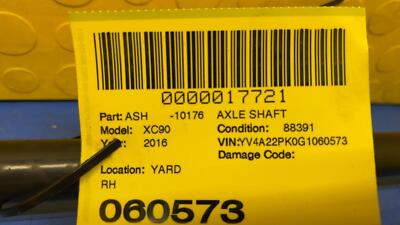 0000017721
Part: ASH -10176 AXLE SHAFT
Model: XC90 Condition: 88391
2016 VIN:YV4A22PK0G1060573
Damage Code:
Location: YARD
RH
060573